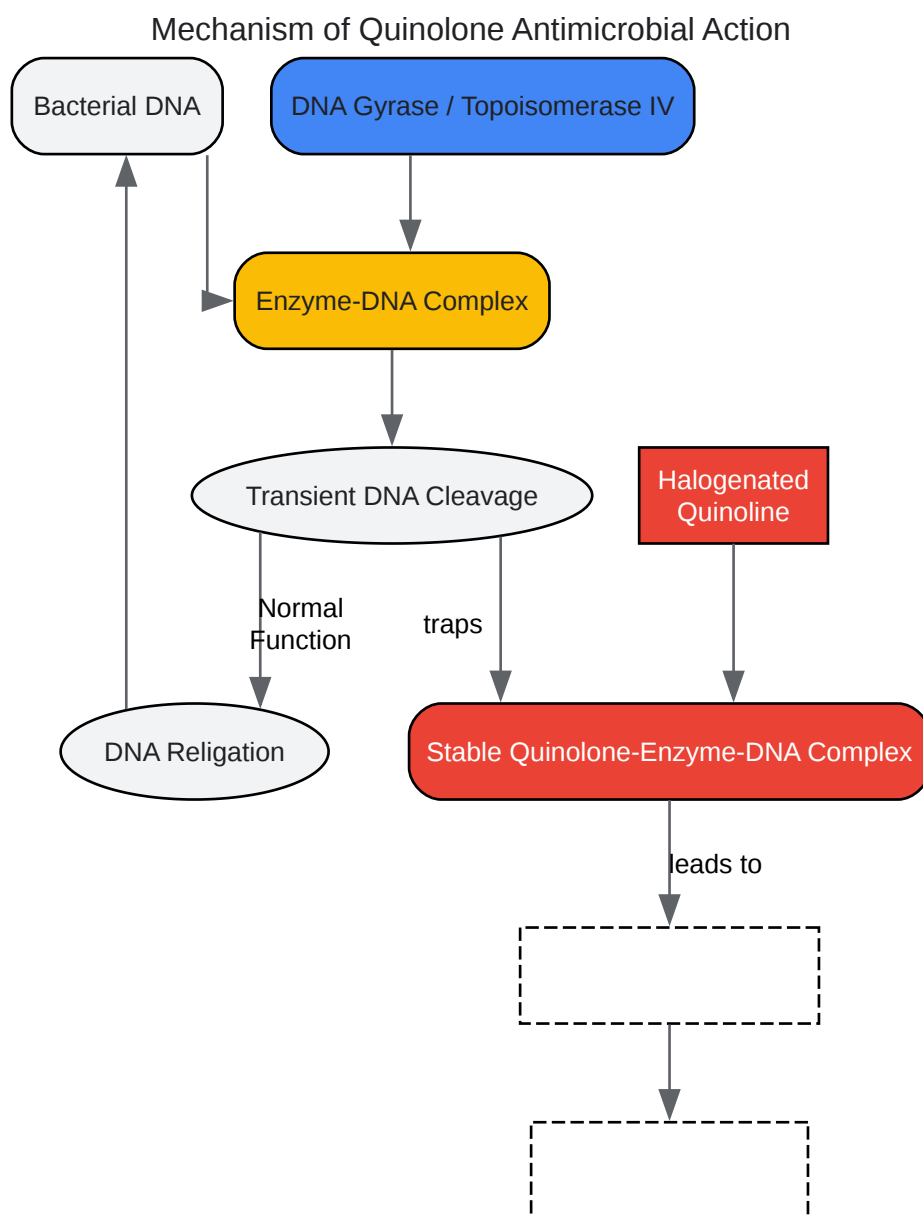 Mechanism of Quinolone Antimicrobial Action
Bacterial DNA
DNA Gyrase / Topoisomerase IV
Enzyme-DNA Complex
Transient DNA Cleavage
Halogenated
Quinoline
Normal
Function
traps
DNA Religation
Stable Quinolone-Enzyme-DNA Complex
leads to